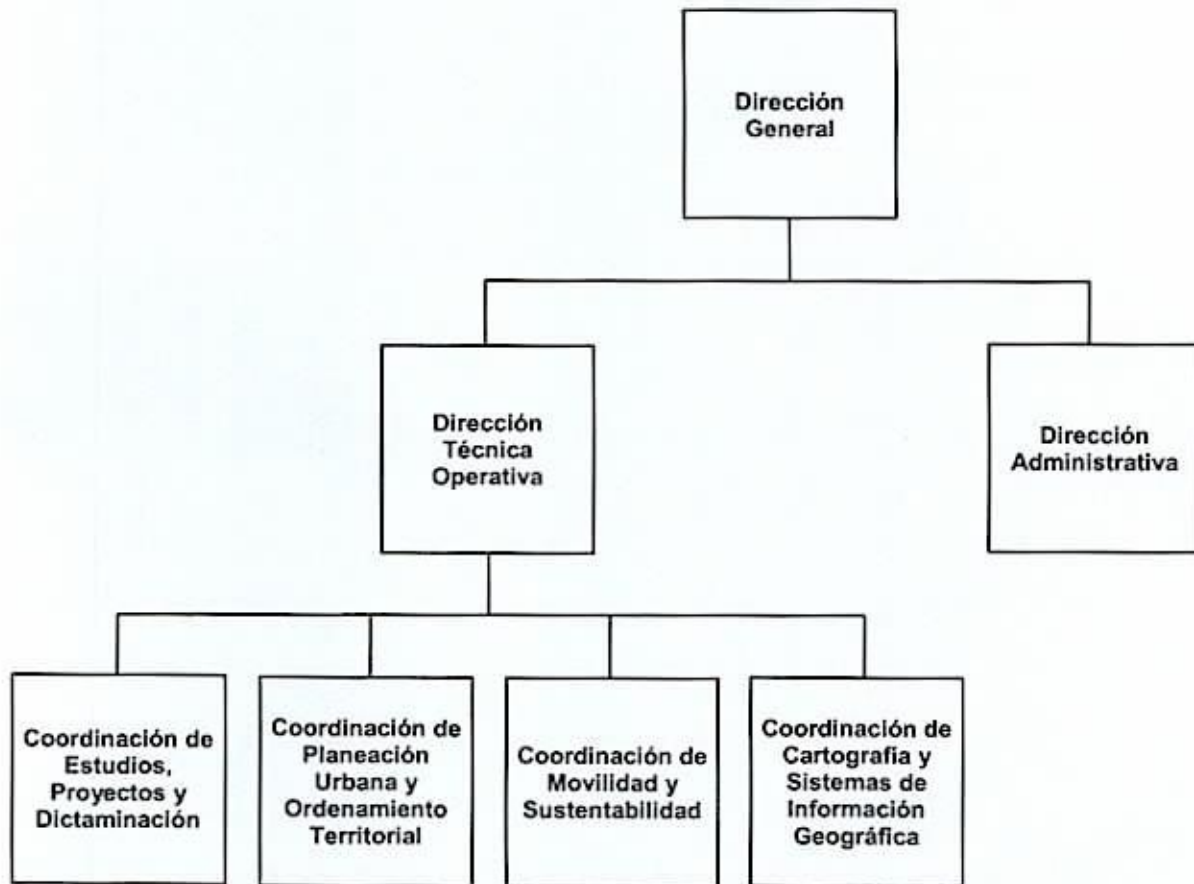 Dirección
General
Dirección
Técnica
Operativa
Dirección
Administrativa
Coordinación de
Estudios,
Proyectos y
Dictaminación
Coordinación de
Planeación
Urbana y
Ordenamiento
Territorial
Coordinación de
Movilidad y
Sustentabilidad
Coordinación de
Cartografía y
Sistemas de
Información
Geográfica